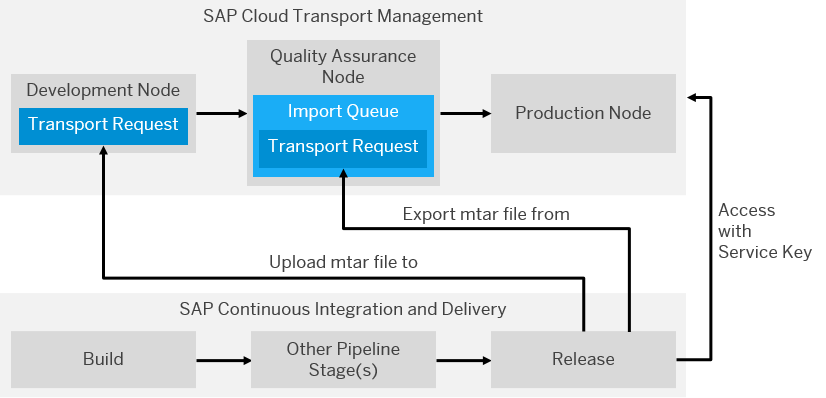 SAP Cloud Transport Management
Quality Assurance
Node
Development Node
Transport Request
Import Queue
Transport Request
Production Node
Export mtar file from
Access
with
Service Key
Upload mtar file to
SAP Continuous Integration and Delivery
Build
Other Pipeline
Stage(s)
Release